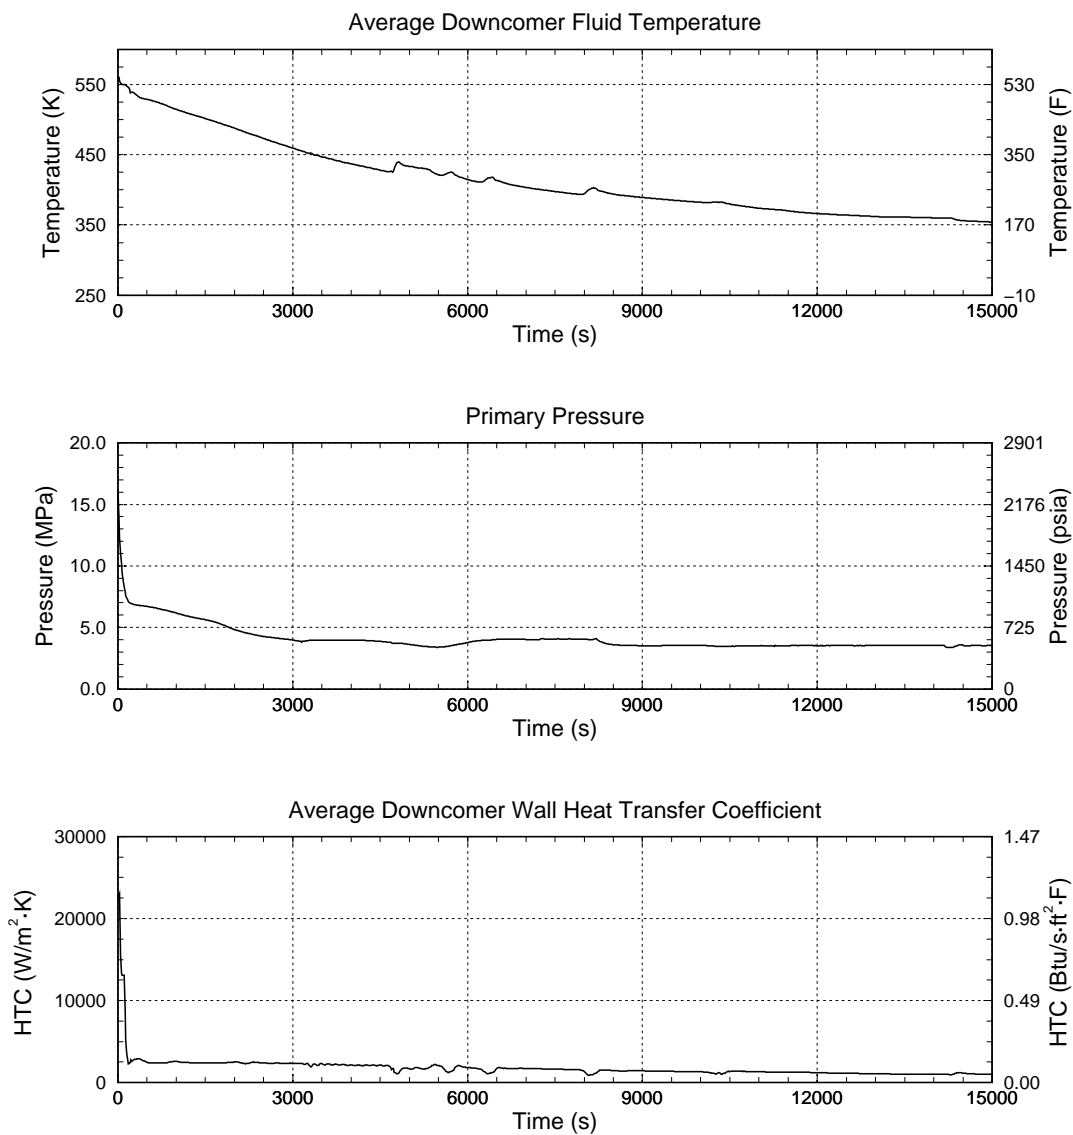 Average Downcomer Fluid Temperature
Temperature (K)
550
450
350
250
530
350
170
−10
Temperature (F)
0 3000 6000 9000 12000 15000
Time (s)
Primary Pressure
Pressure (MPa)
20.0
15.0
10.0
5.0
0.0
2901
2176
1450
725
0
Pressure (psia)
0 3000 6000 9000 12000 15000
Time (s)
Average Downcomer Wall Heat Transfer Coefficient
HTC (W/m²·K)
30000
20000
10000
0
1.47
0.98
0.49
0.00
HTC (Btu/s·ft²·F)
0 3000 6000 9000 12000 15000
Time (s)